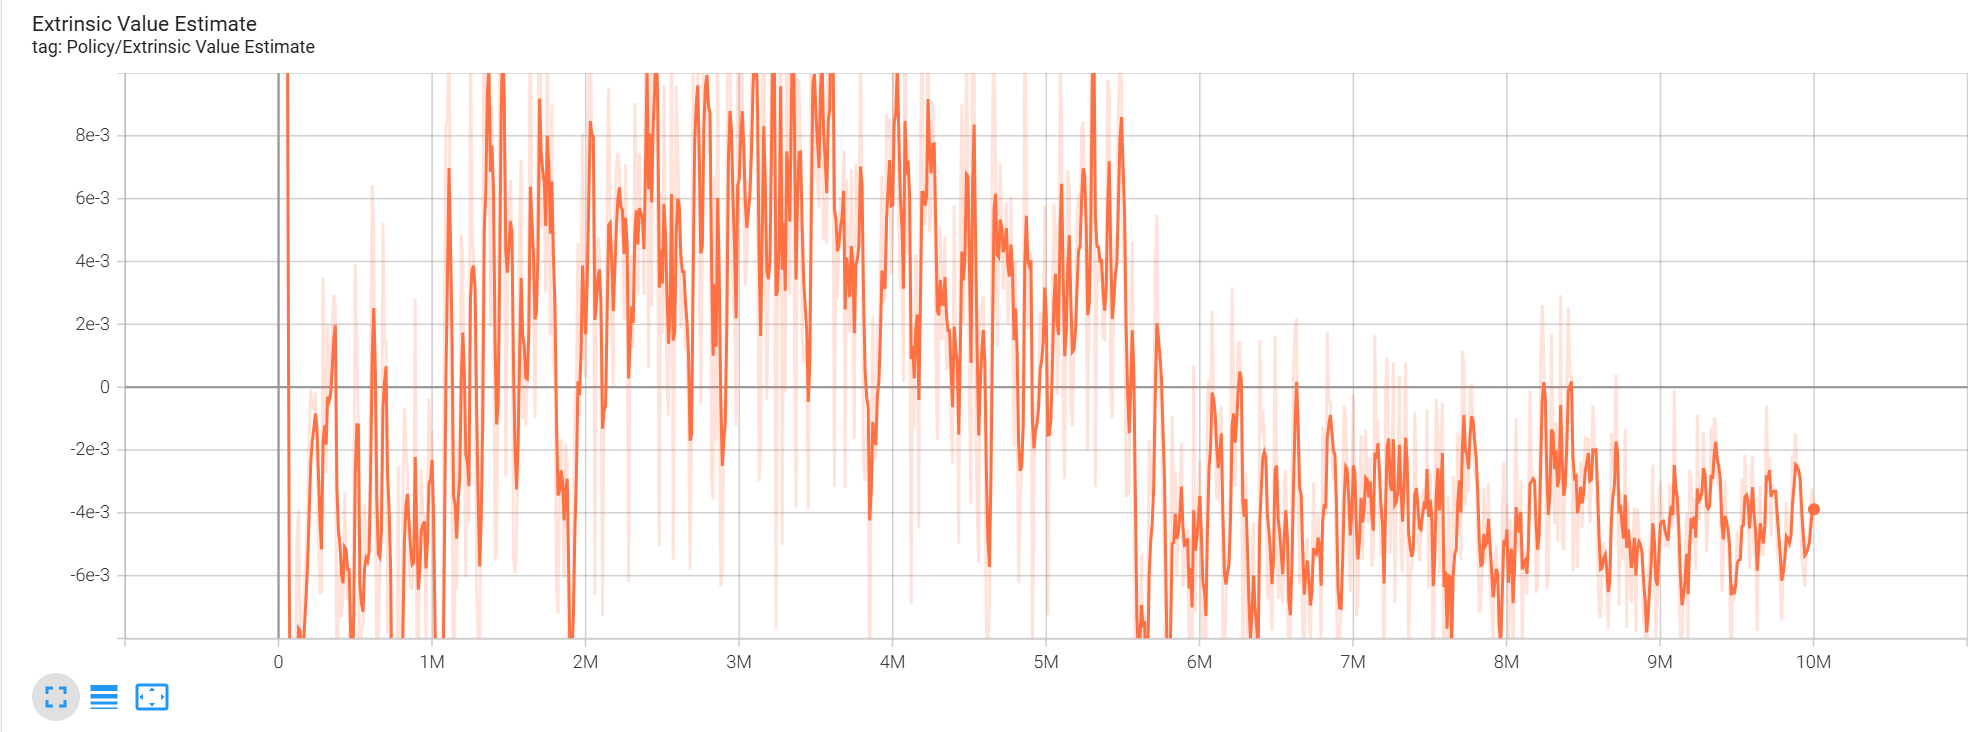 Extrinsic Value Estimate
tag: Policy/Extrinsic Value Estimate
8e-3
6e-3
4e-3
2e-3
0
-2e-3
-4e-3
-6e-3
0 1M 2M 3M 4M 5M 6M 7M 8M 9M 10M